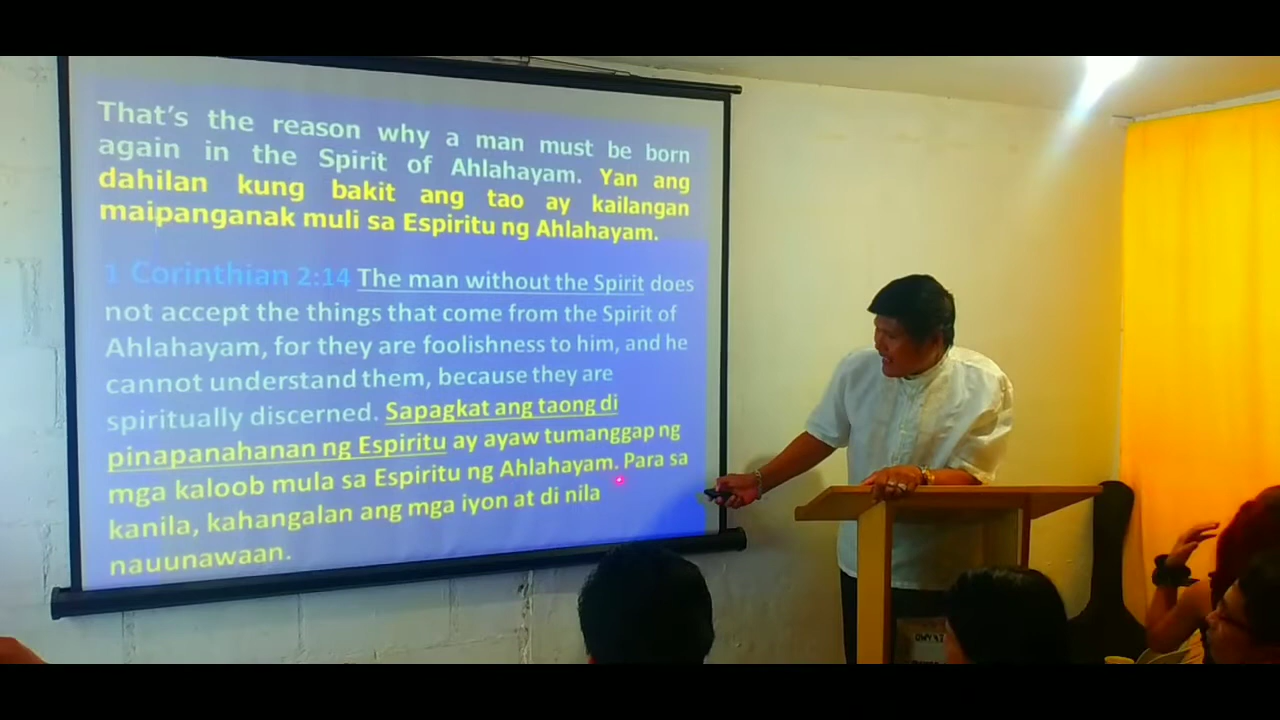 That's the reason why a man must be born
again in the Spirit of Ahlahayam. Yan ang
dahilan kung bakit ang tao ay kailangan
maipanganak muli sa Espiritu ng Ahlahayam.
1 Corinthian 2:14 The man without the Spirit does
not accept the things that come from the Spirit of
Ahlahayam, for they are foolishness to him, and he
cannot understand them, because they are
spiritually discerned. Sapagkat ang taong di
pinapanahanan ng Espiritu ay ayaw tumanggap ng
mga kaloob mula sa Espiritu ng Ahlahayam. Para sa
kanila, kahangalan ang mga iyon at di nila
nauunawaan.